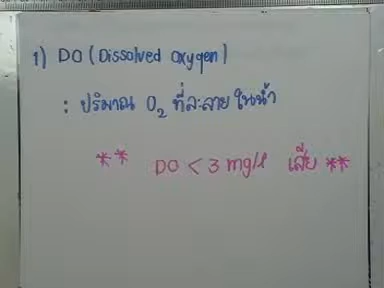 1) DO (Dissolved oxygen)
: ปริมาณ O₂ ที่ละลายในน้ำ
** DO < 3 mg/l เสีย **